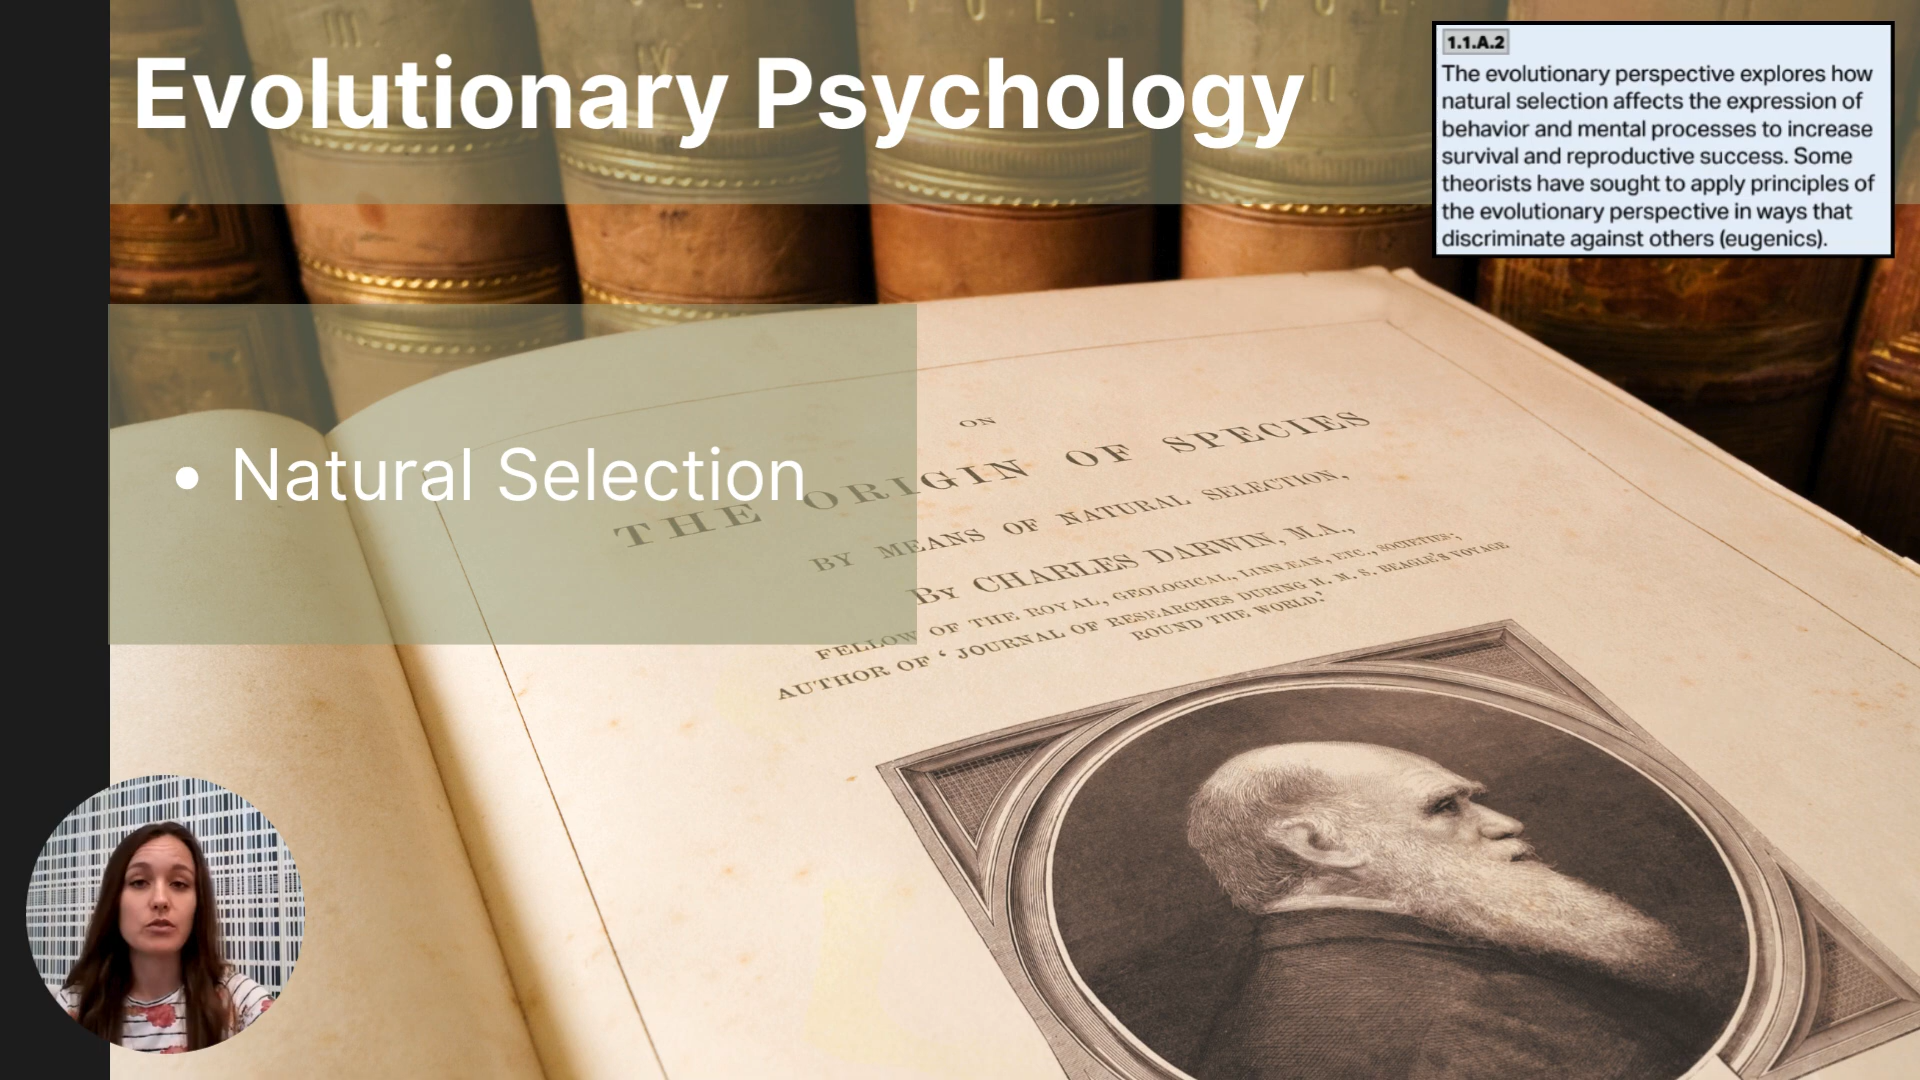 Evolutionary Psychology
1.1.A.2
The evolutionary perspective explores how
natural selection affects the expression of
behavior and mental processes to increase
survival and reproductive success. Some
theorists have sought to apply principles of
the evolutionary perspective in ways that
discriminate against others (eugenics).
• Natural Selection
ON
THE ORIGIN OF SPECIES
BY MEANS OF NATURAL SELECTION,
BY CHARLES DARWIN, M.A.,
FELLOW OF THE ROYAL, GEOLOGICAL, LINNÆAN, ETC., SOCIETIES;
AUTHOR OF ‘JOURNAL OF RESEARCHES DURING H. M. S. BEAGLE'S VOYAGE
ROUND THE WORLD.’
III.
IV
II